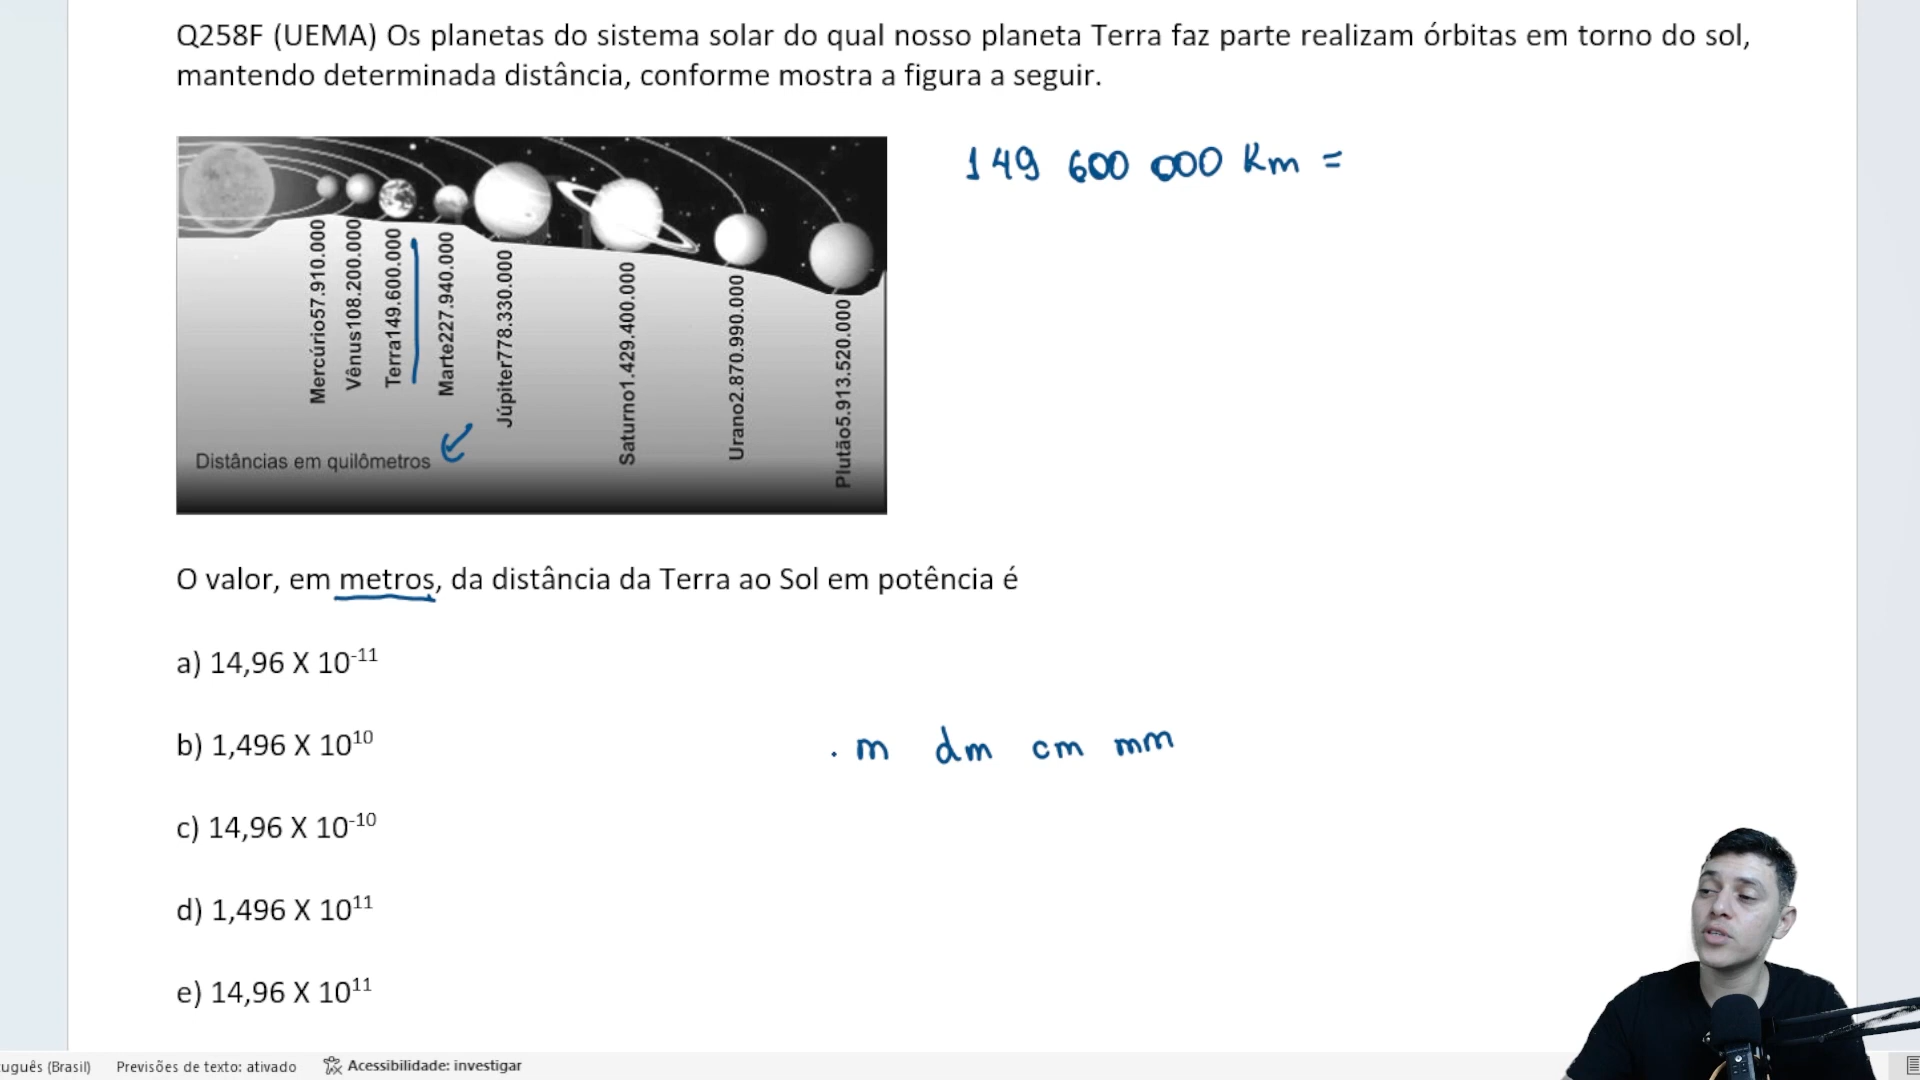 Q258F (UEMA) Os planetas do sistema solar do qual nosso planeta Terra faz parte realizam órbitas em torno do sol,
mantendo determinada distância, conforme mostra a figura a seguir.
149 600 000 Km =
Mercúrio57.910.000
Vênus108.200.000
Terra149.600.000
Marte227.940.000
Júpiter778.330.000
Saturno1.429.400.000
Urano2.870.990.000
Plutão5.913.520.000
Distâncias em quilômetros
O valor, em metros, da distância da Terra ao Sol em potência é
a) 14,96 X 10⁻¹¹
b) 1,496 X 10¹⁰
. m dm cm mm
c) 14,96 X 10⁻¹⁰
d) 1,496 X 10¹¹
e) 14,96 X 10¹¹
uguês (Brasil) Previsões de texto: ativado Acessibilidade: investigar